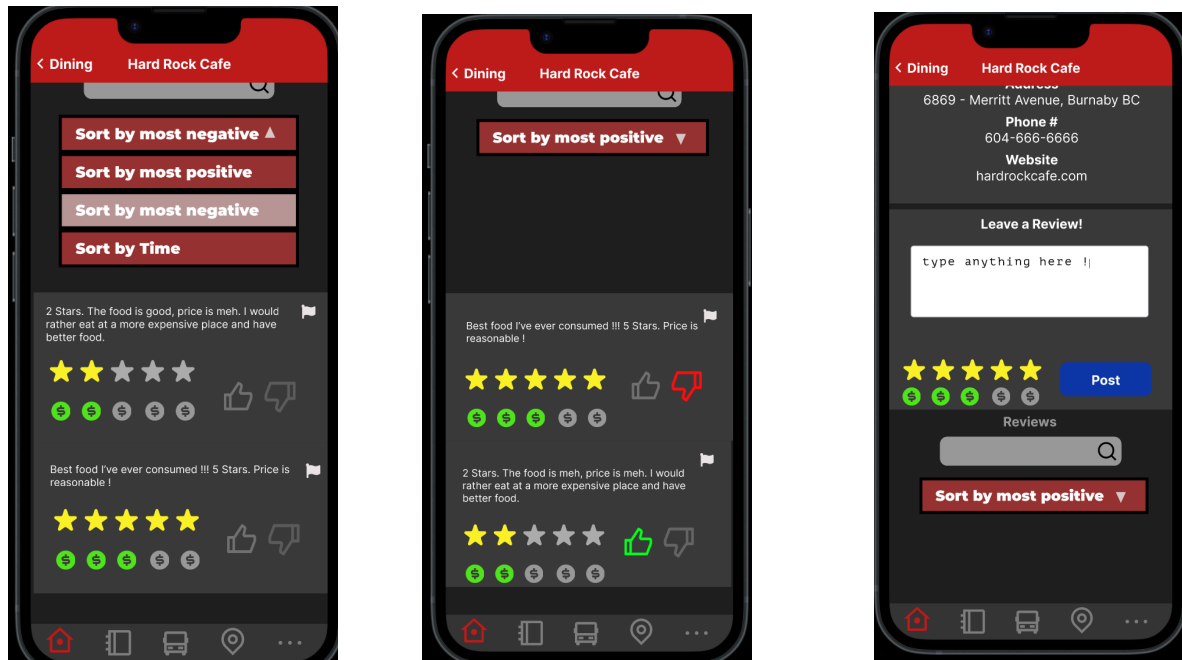 Dining Hard Rock Cafe
Sort by most negative
Sort by most positive
Sort by most negative
Sort by Time
2 Stars. The food is good, price is meh. I would
rather eat at a more expensive place and have
better food.
Best food I've ever consumed !!! 5 Stars. Price is
reasonable !
Dining Hard Rock Cafe
Sort by most positive
Best food I've ever consumed !!! 5 Stars. Price is
reasonable !
2 Stars. The food is meh, price is meh. I would
rather eat at a more expensive place and have
better food.
Dining Hard Rock Cafe
Address
6869 - Merritt Avenue, Burnaby BC
Phone #
604-666-6666
Website
hardrockcafe.com
Leave a Review!
type anything here !
Post
Reviews
Sort by most positive